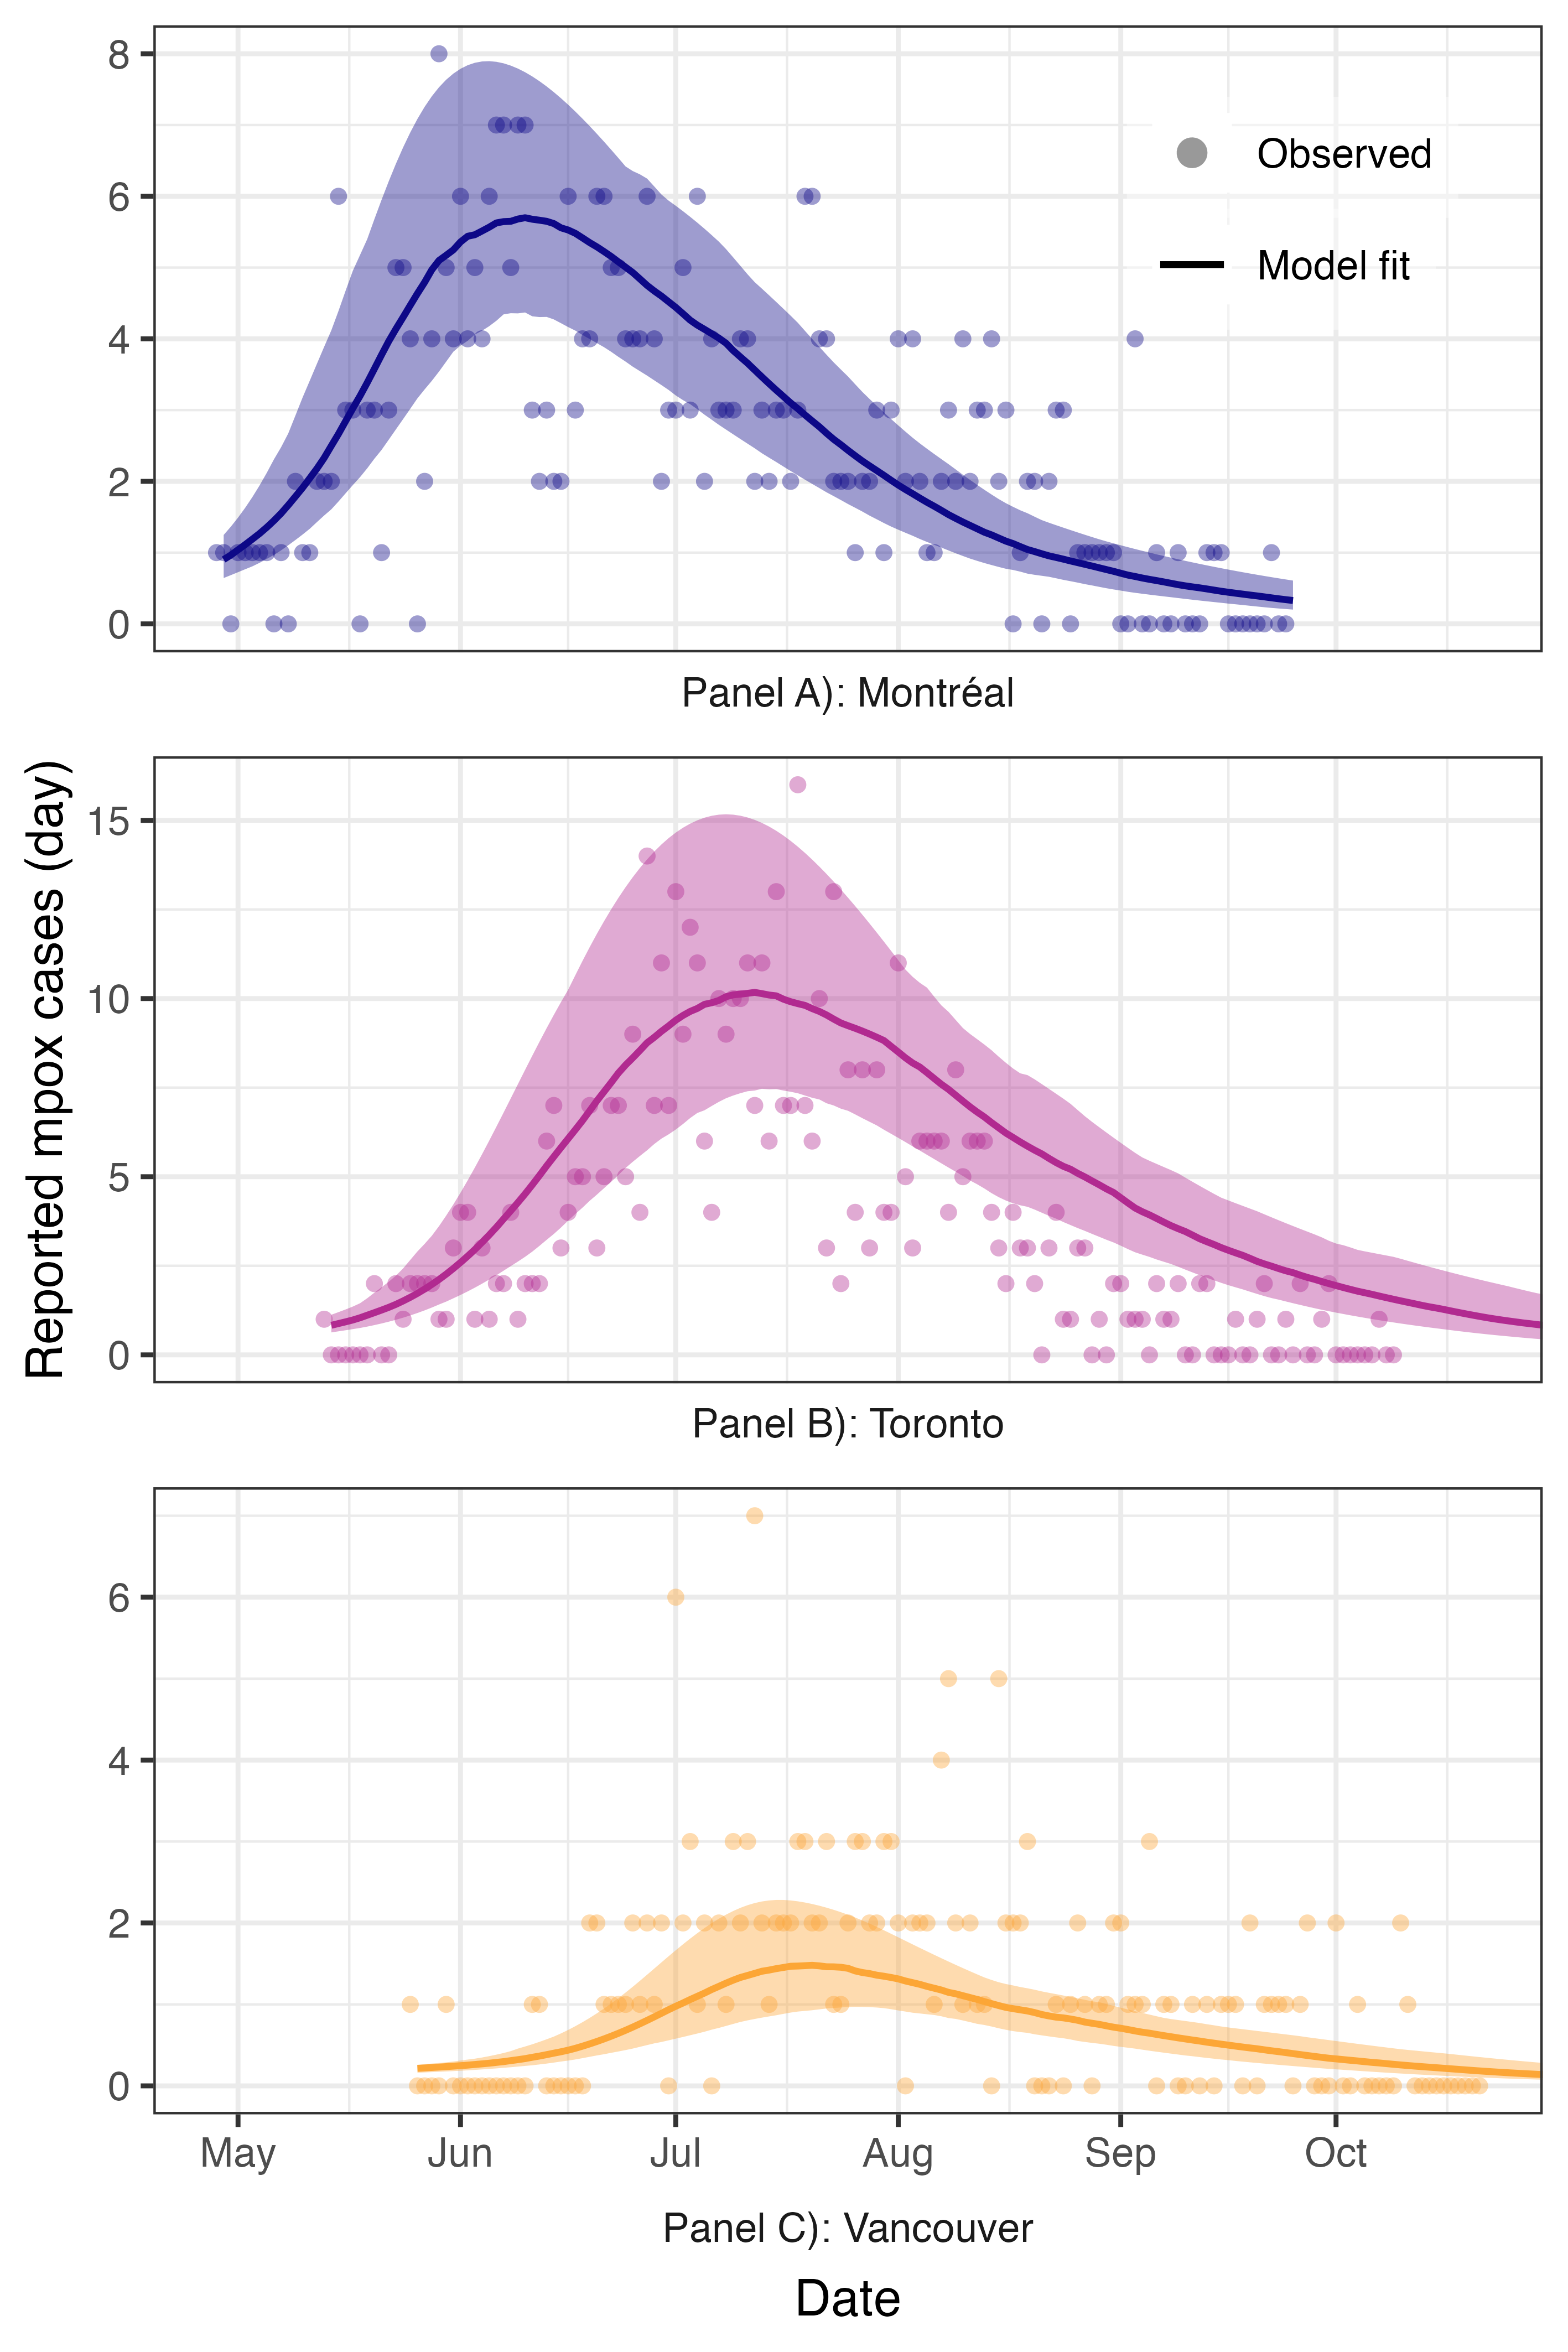 8
6
4
2
0
Observed
Model fit
Panel A): Montréal
Reported mpox cases (day)
15
10
5
0
Panel B): Toronto
6
4
2
0
May Jun Jul Aug Sep Oct
Panel C): Vancouver
Date